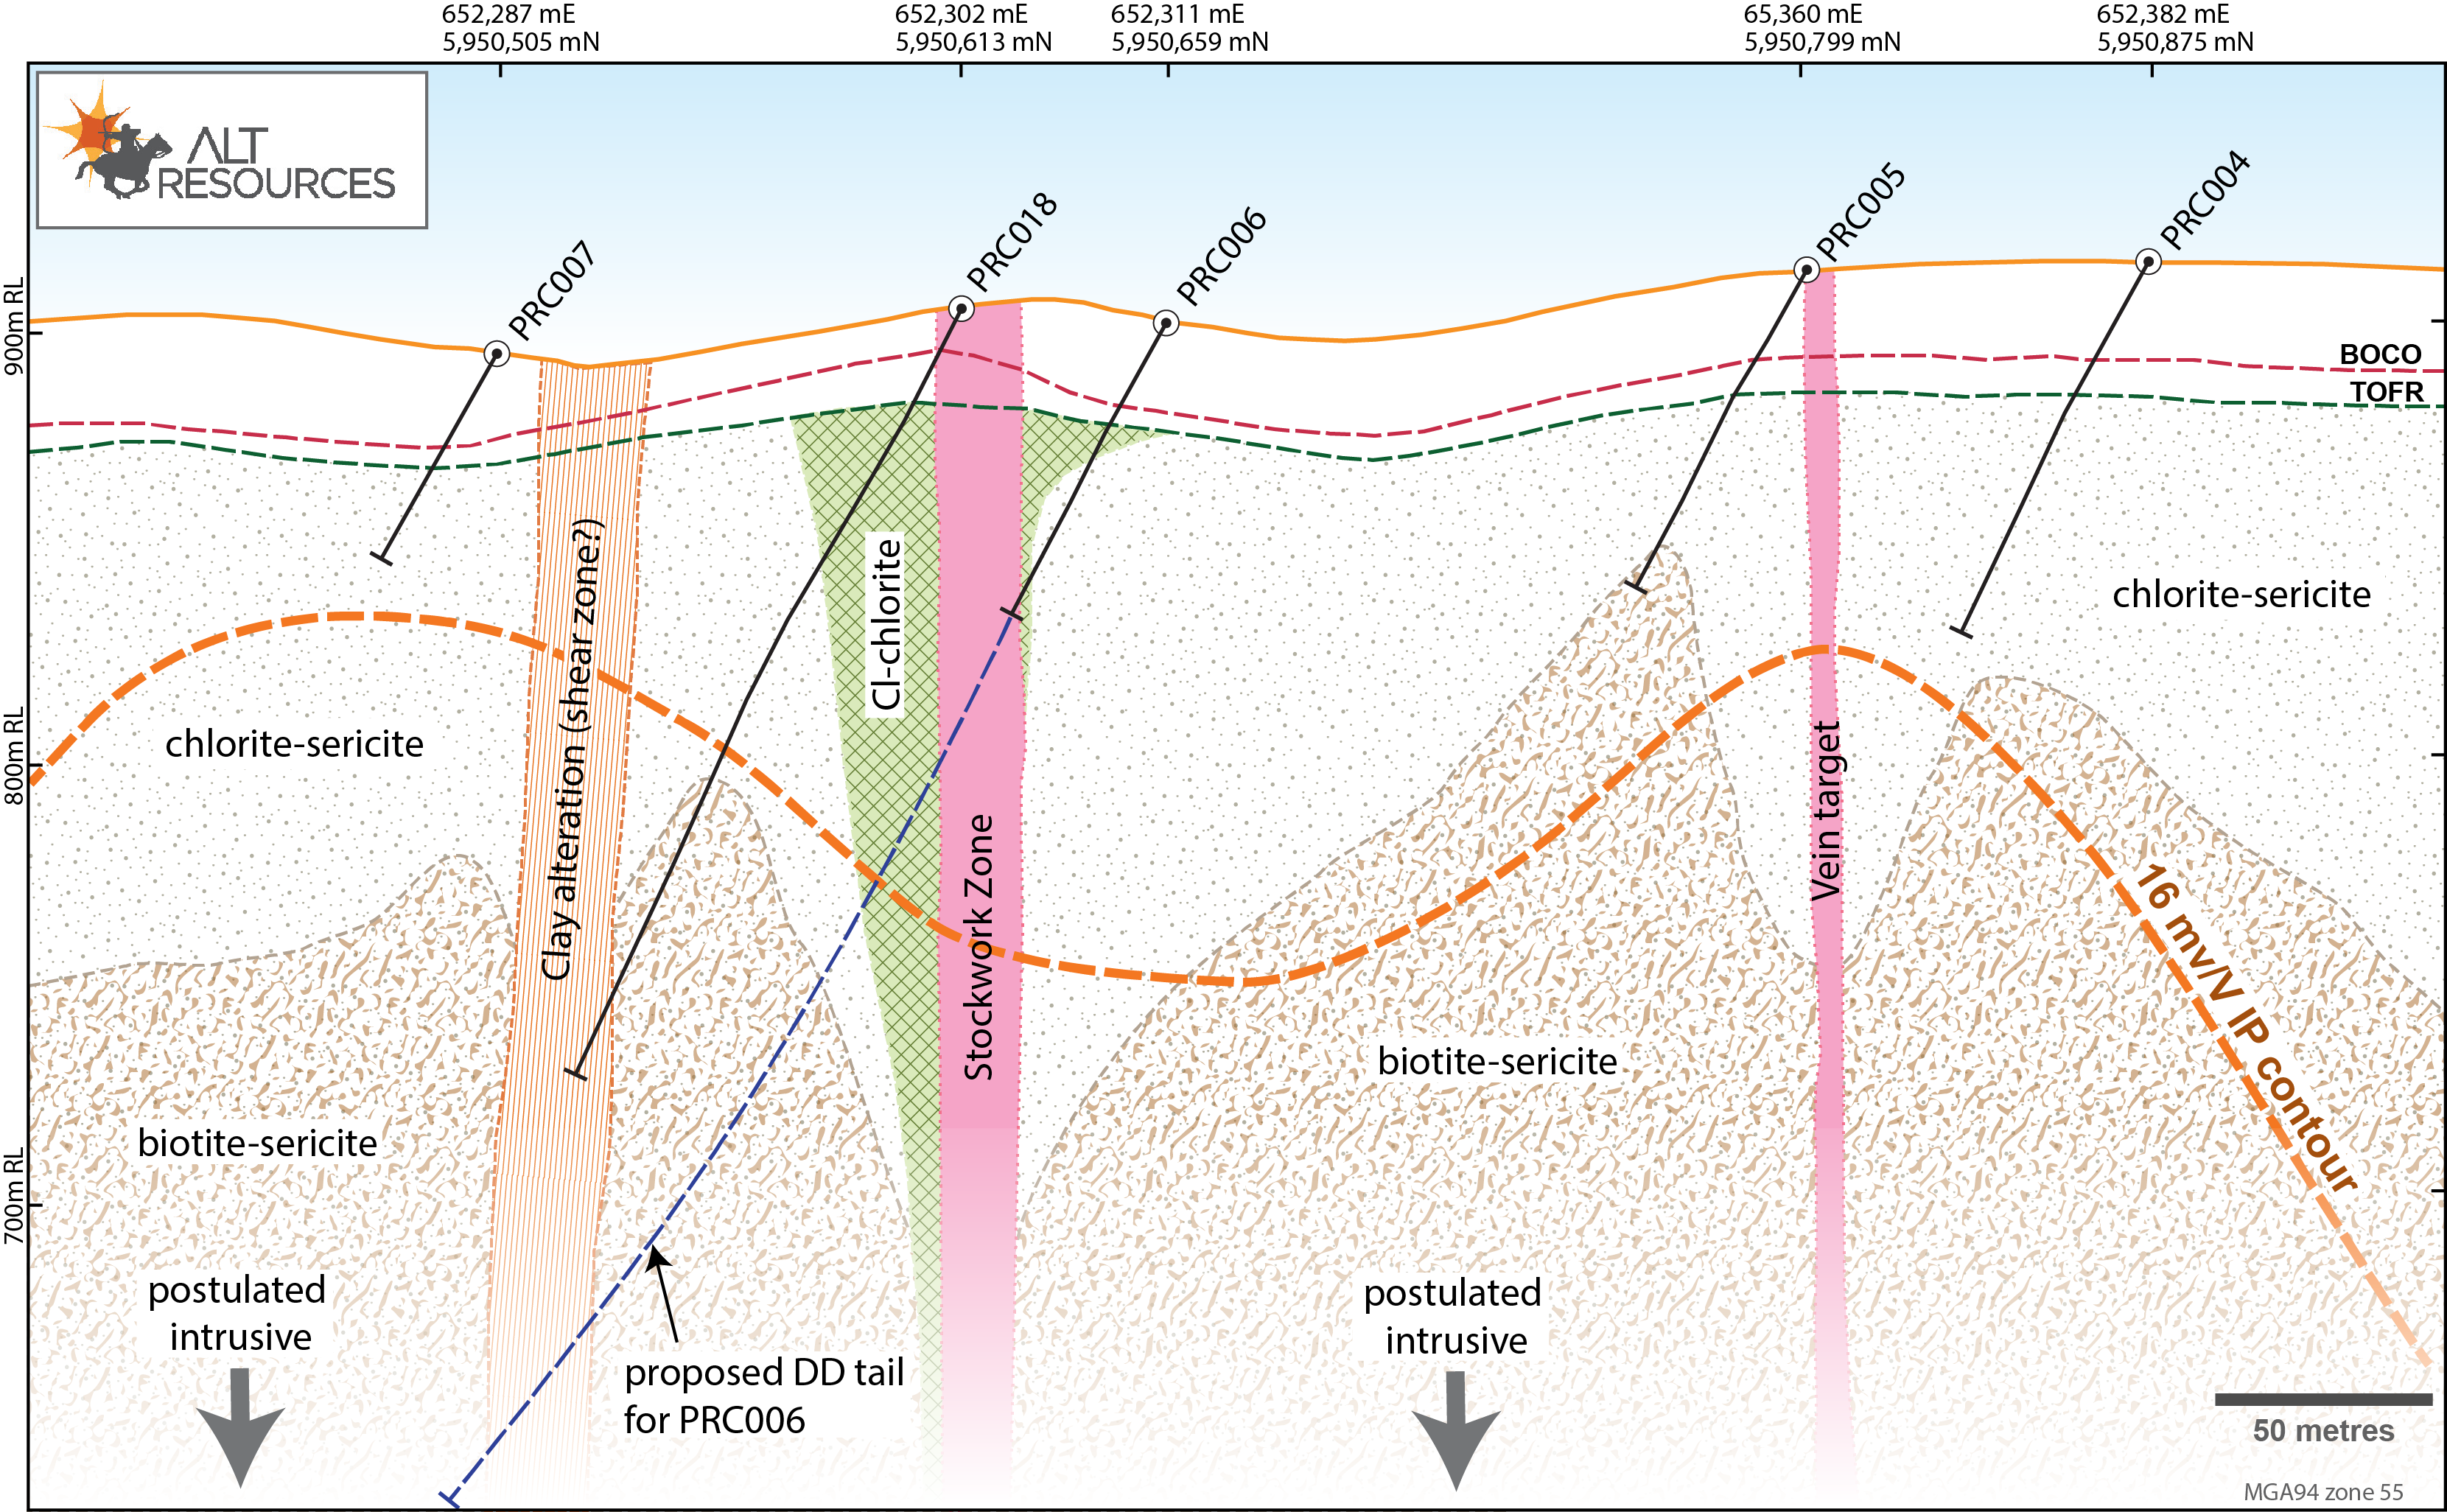 652,287 mE
5,950,505 mN
652,302 mE
5,950,613 mN
652,311 mE
5,950,659 mN
65,360 mE
5,950,799 mN
652,382 mE
5,950,875 mN
ALT
RESOURCES
PRC007
PRC018
PRC006
PRC005
PRC004
900m RL
BOCO
TOFR
Clay alteration (shear zone?)
Cl-chlorite
chlorite-sericite
chlorite-sericite
800m RL
Stockwork Zone
Vein target
16 mv/V IP contour
biotite-sericite
biotite-sericite
700m RL
postulated
intrusive
postulated
intrusive
proposed DD tail
for PRC006
50 metres
MGA94 zone 55